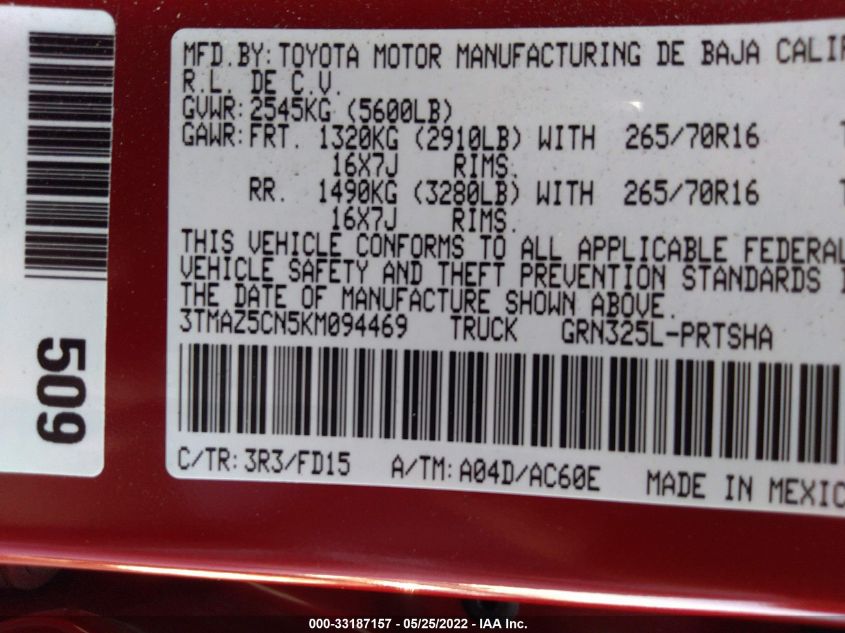 MFD.BY: TOYOTA MOTOR MANUFACTURING DE BAJA CALIF
R.L. DE C.V.
GVWR: 2545KG (5600LB)
GAWR: FRT. 1320KG (2910LB) WITH 265/70R16
16X7J RIMS.
RR. 1490KG (3280LB) WITH 265/70R16
16X7J RIMS.
THIS VEHICLE CONFORMS TO ALL APPLICABLE FEDERAL
VEHICLE SAFETY AND THEFT PREVENTION STANDARDS
THE DATE OF MANUFACTURE SHOWN ABOVE.
3TMAZ5CN5KM094469 TRUCK GRN325L-PRTSHA
C/TR: 3R3/FD15 A/TM: A04D/AC60E MADE IN MEXIC
509
000-33187157 - 05/25/2022 - IAA Inc.